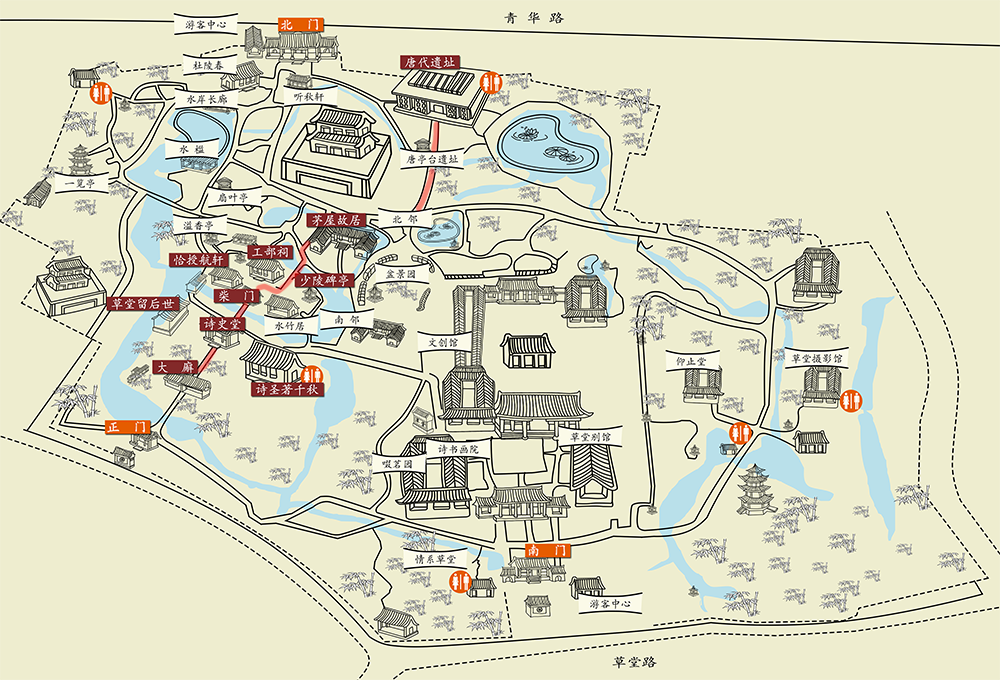 青华路
游客中心
北 门
杜陵春
唐代遗址
水岸长廊
听秋轩
水槛
唐亭台遗址
一览亭
扇叶亭
茅屋故居
北邻
溢香亭
工部祠
恰授航轩
盆景园
少陵碑亭
柴 门
草堂留后世
诗史堂
水竹居
南邻
文创馆
大廨
仰止堂
草堂摄影馆
诗圣著千秋
正 门
草堂别馆
诗书画院
啜茗园
南 门
情系草堂
游客中心
草堂路